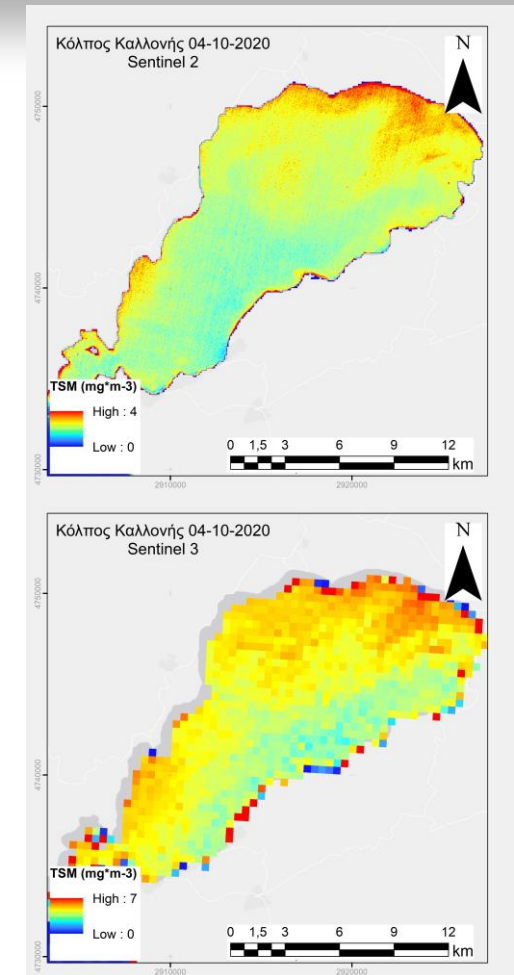 Κόλπος Καλλονής 04-10-2020
Sentinel 2
N
4750000
4740000
4730000
TSM (mg*m-3)
High : 4
Low : 0
0 1,5 3 6 9 12
km
2910000 2920000
Κόλπος Καλλονής 04-10-2020
Sentinel 3
N
4750000
4740000
4730000
TSM (mg*m-3)
High : 7
Low : 0
0 1,5 3 6 9 12
km
2910000 2920000